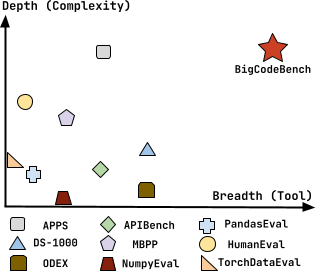 Depth (Complexity)
BigCodeBench
Breadth (Tool)
APPS
APIBench
PandasEval
DS-1000
MBPP
HumanEval
ODEX
NumpyEval
TorchDataEval